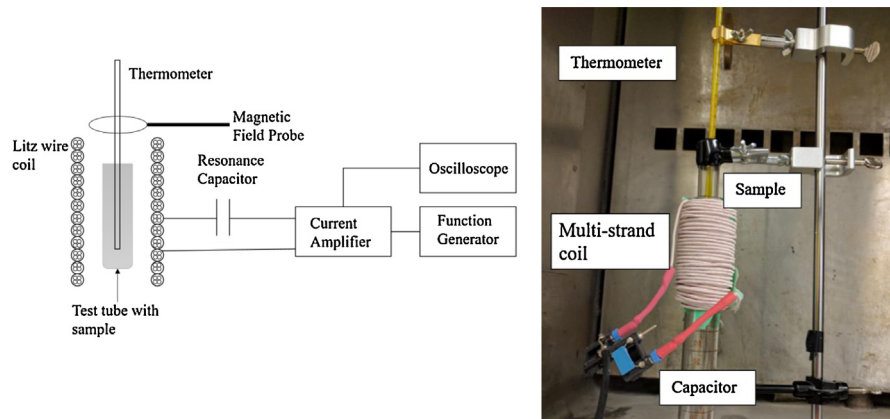 Thermometer
Magnetic
Field Probe
Litz wire
coil
Resonance
Capacitor
Oscilloscope
Current
Amplifier
Function
Generator
Test tube with
sample
Thermometer
Sample
Multi-strand
coil
Capacitor